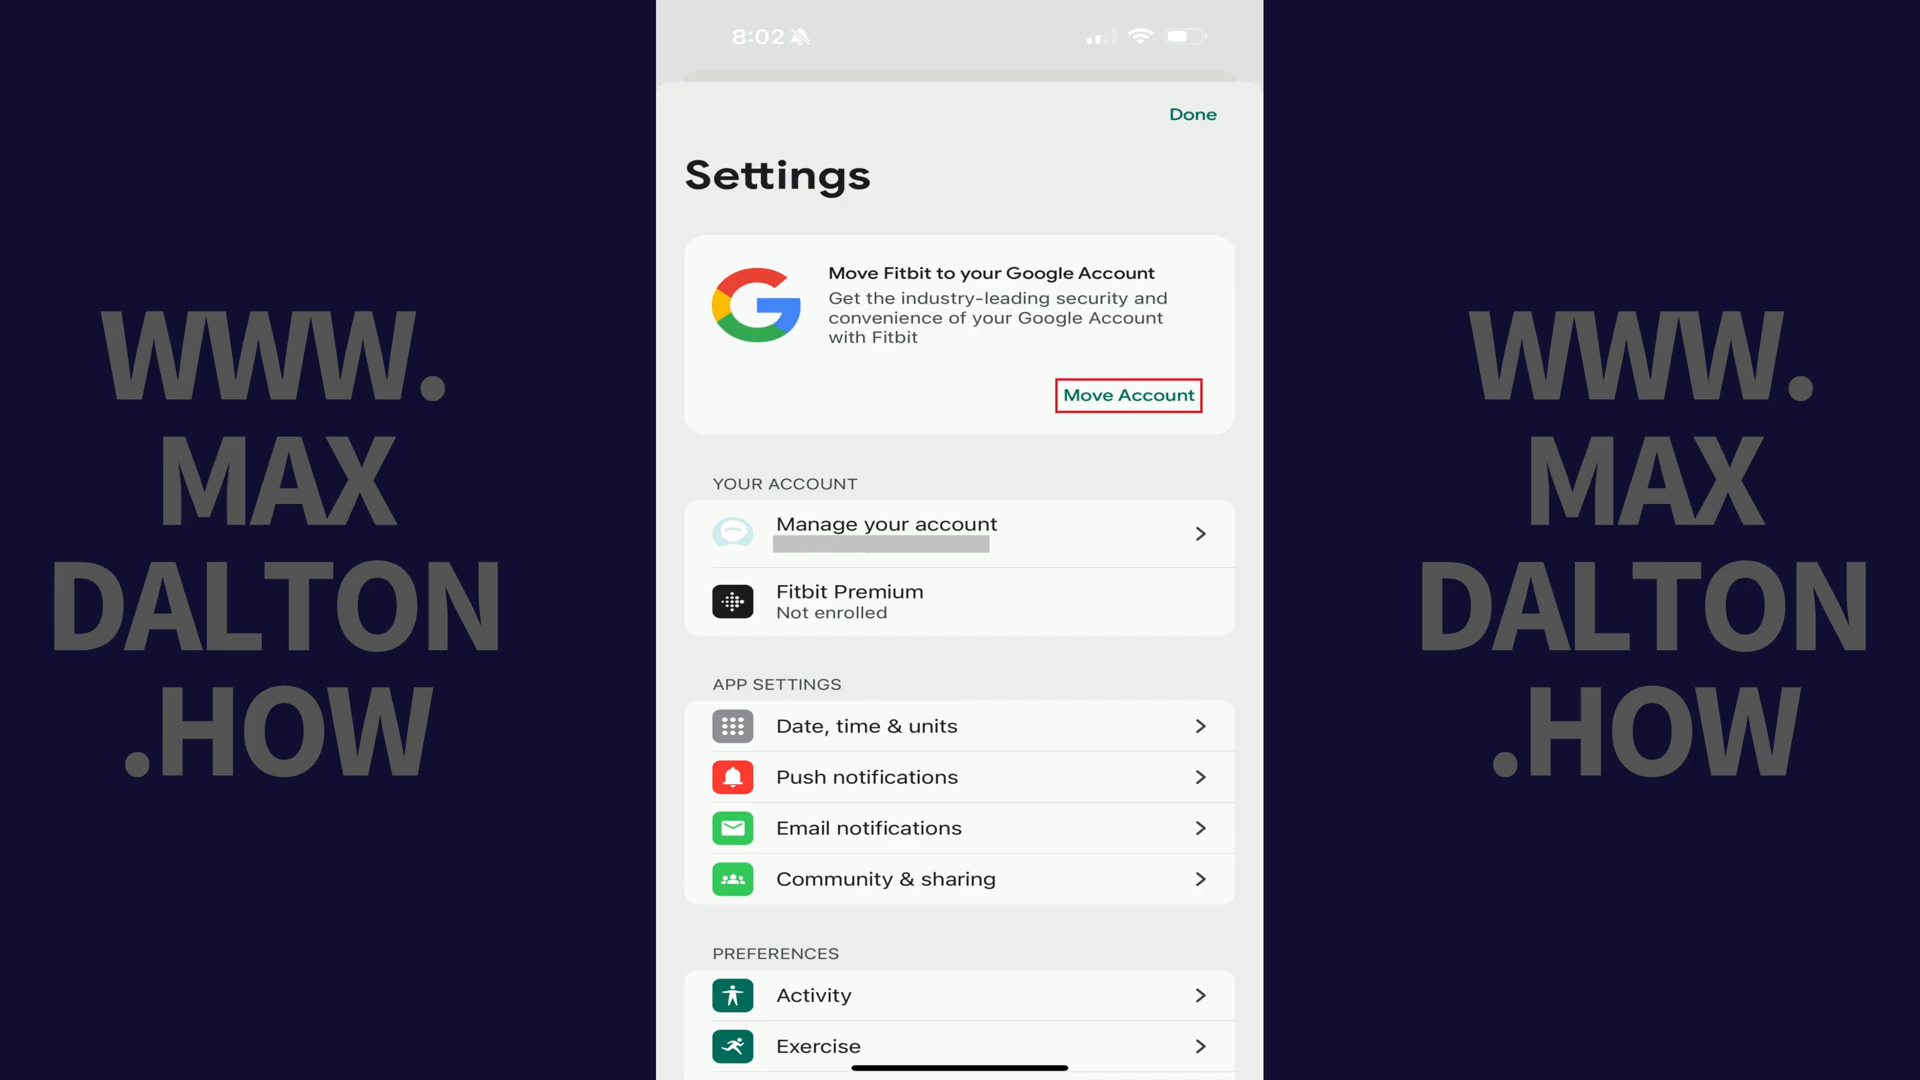 WWW.
MAX
DALTON
.HOW
8:02
Done
Settings
Move Fitbit to your Google Account
Get the industry-leading security and
convenience of your Google Account
with Fitbit
Move Account
YOUR ACCOUNT
Manage your account
Fitbit Premium
Not enrolled
APP SETTINGS
Date, time & units
Push notifications
Email notifications
Community & sharing
PREFERENCES
Activity
Exercise
WWW.
MAX
DALTON
.HOW